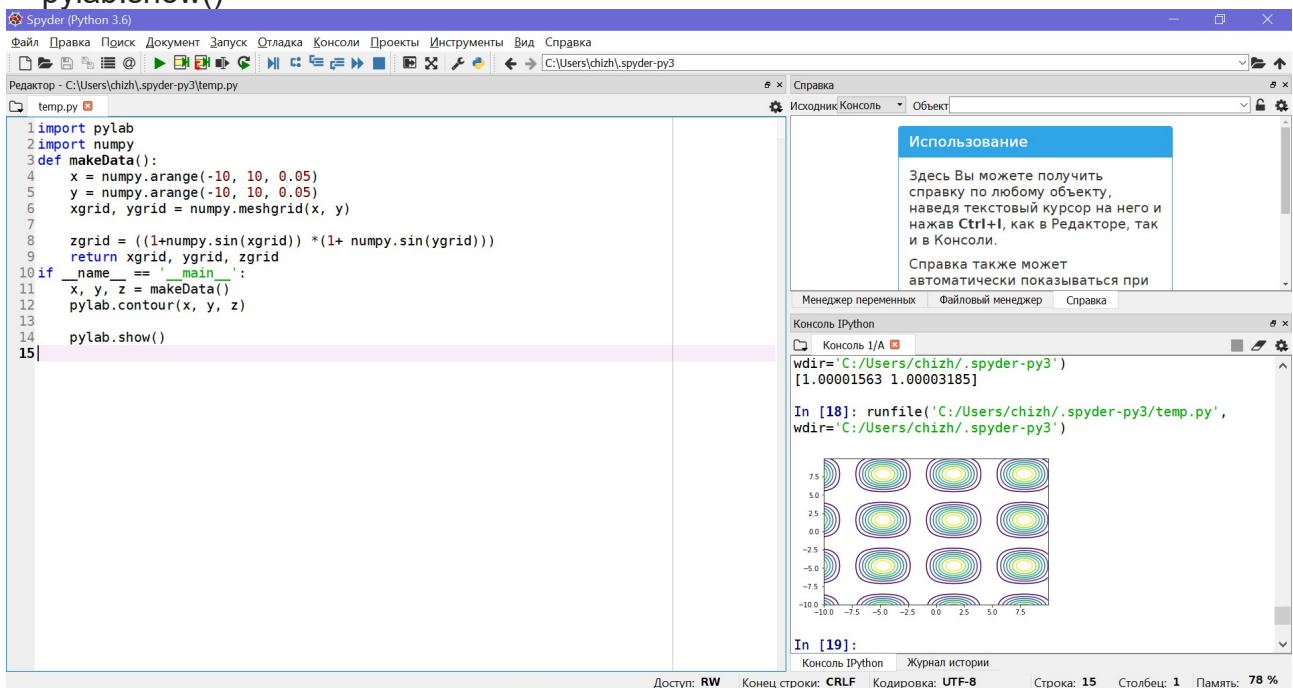 pylab.show()
Spyder (Python 3.6)
Файл Правка Поиск Документ Запуск Отладка Консоли Проекты Инструменты Вид Справка
C:\Users\chizh\.spyder-py3
Редактор - C:\Users\chizh\.spyder-py3\temp.py
temp.py
1 import pylab
2 import numpy
3 def makeData():
4     x = numpy.arange(-10, 10, 0.05)
5     y = numpy.arange(-10, 10, 0.05)
6     xgrid, ygrid = numpy.meshgrid(x, y)
7
8     zgrid = ((1+numpy.sin(xgrid)) *(1+ numpy.sin(ygrid)))
9     return xgrid, ygrid, zgrid
10 if __name__ == '__main__':
11     x, y, z = makeData()
12     pylab.contour(x, y, z)
13
14     pylab.show()
15
Справка
Исходник Консоль Объект
Использование
Здесь Вы можете получить
справку по любому объекту,
наведя текстовый курсор на него и
нажав Ctrl+I, как в Редакторе, так
и в Консоли.
Справка также может
автоматически показываться при
Менеджер переменных Файловый менеджер Справка
Консоль IPython
Консоль 1/A
wdir='C:/Users/chizh/.spyder-py3')
[1.00001563 1.00003185]
In [18]: runfile('C:/Users/chizh/.spyder-py3/temp.py',
wdir='C:/Users/chizh/.spyder-py3')
7.5
5.0
2.5
0.0
−2.5
−5.0
−7.5
−10.0
−10.0 −7.5 −5.0 −2.5 0.0 2.5 5.0 7.5
In [19]:
Консоль IPython Журнал истории
Доступ: RW Конец строки: CRLF Кодировка: UTF-8 Строка: 15 Столбец: 1 Память: 78 %